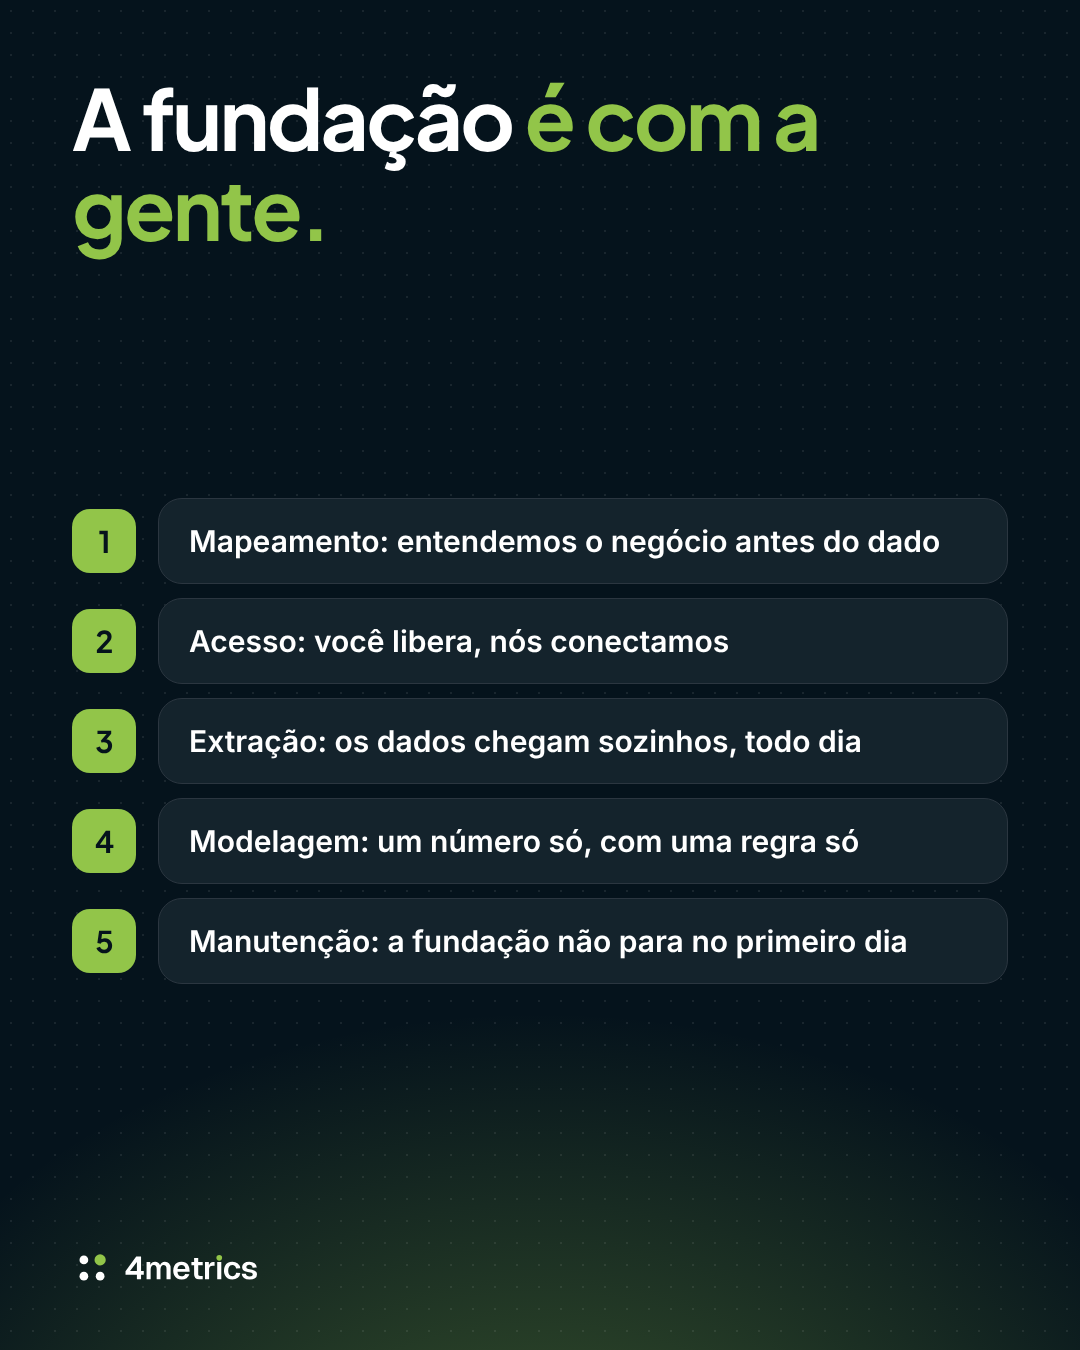 A fundação é com a
gente.
1
Mapeamento: entendemos o negócio antes do dado
2
Acesso: você libera, nós conectamos
3
Extração: os dados chegam sozinhos, todo dia
4
Modelagem: um número só, com uma regra só
5
Manutenção: a fundação não para no primeiro dia
4metrics